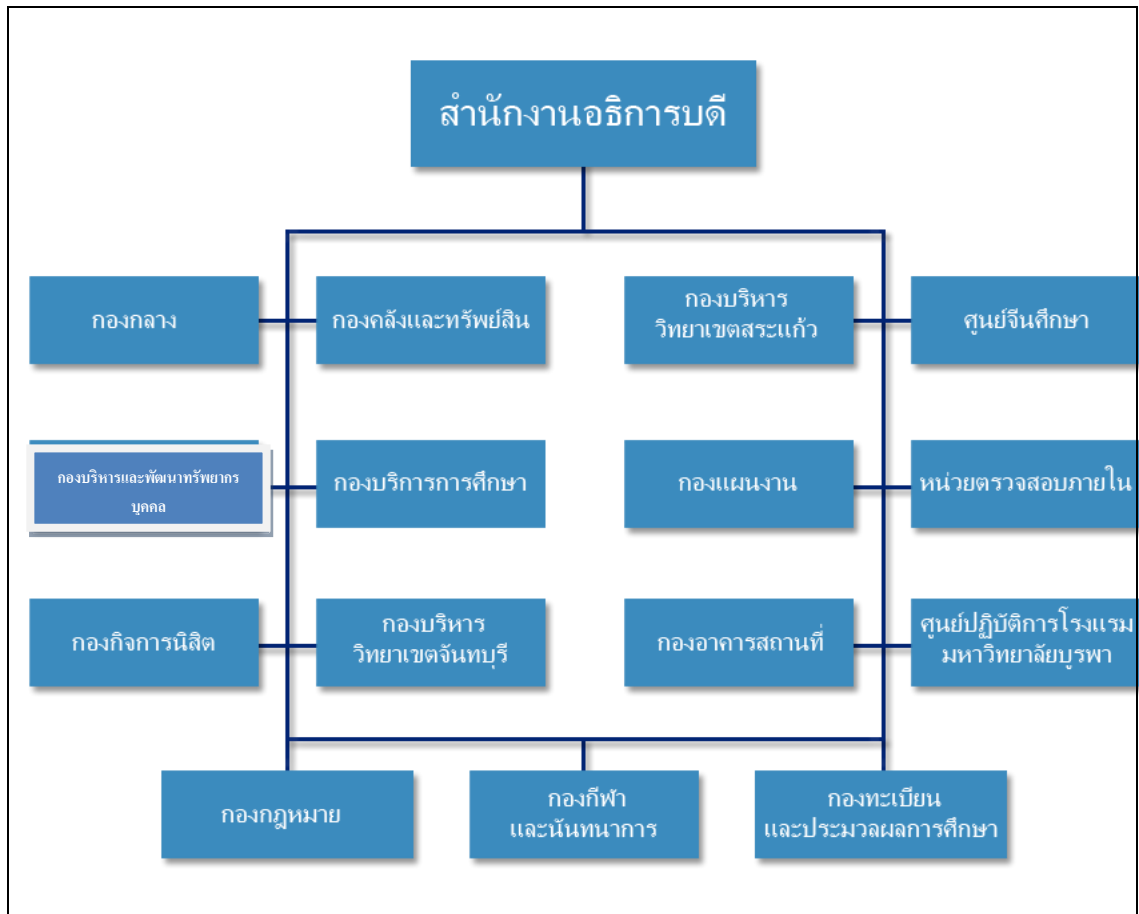 สำนักงานอธิการบดี
กองกลาง
กองคลังและทรัพย์สิน
กองบริหาร
วิทยาเขตสระแก้ว
ศูนย์จีนศึกษา
กองบริหารและพัฒนาทรัพยากร
บุคคล
กองบริการการศึกษา
กองแผนงาน
หน่วยตรวจสอบภายใน
กองกิจการนิสิต
กองบริหาร
วิทยาเขตจันทบุรี
กองอาคารสถานที่
ศูนย์ปฏิบัติการโรงแรม
มหาวิทยาลัยบูรพา
กองกฎหมาย
กองกีฬา
และนันทนาการ
กองทะเบียน
และประมวลผลการศึกษา